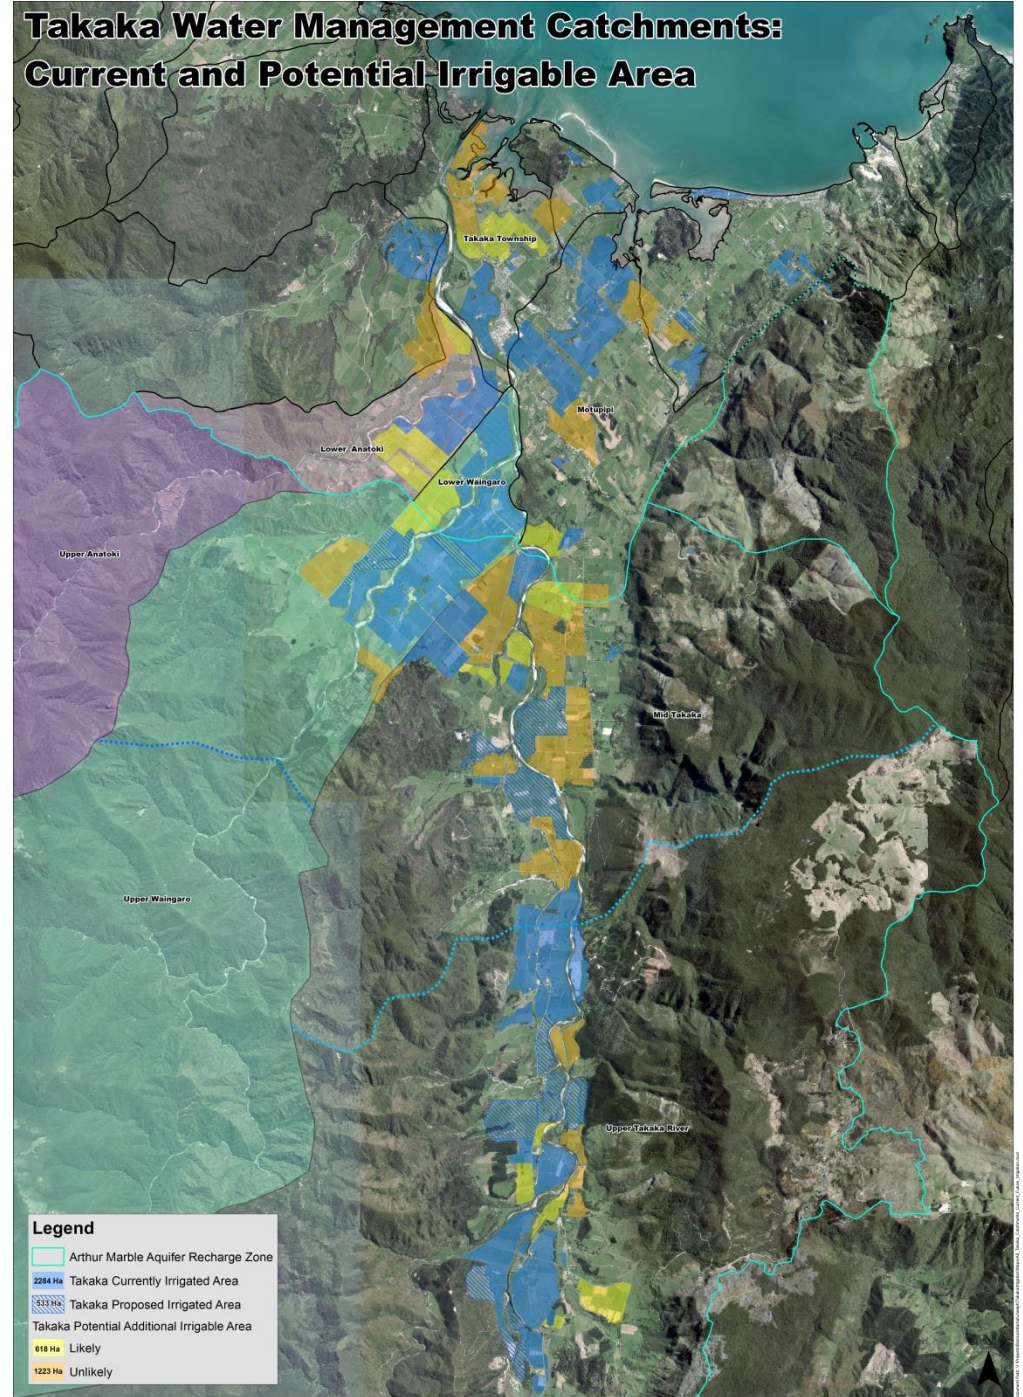 Takaka Water Management Catchments:
Current and Potential Irrigable Area
Takaka Township
Motupipi
Lower Anatoki
Lower Waingaro
Upper Anatoki
Mid Takaka
Upper Waingaro
Upper Takaka River
Legend
Arthur Marble Aquifer Recharge Zone
2284 Ha Takaka Currently Irrigated Area
533 Ha Takaka Proposed Irrigated Area
Takaka Potential Additional Irrigable Area
618 Ha Likely
1223 Ha Unlikely